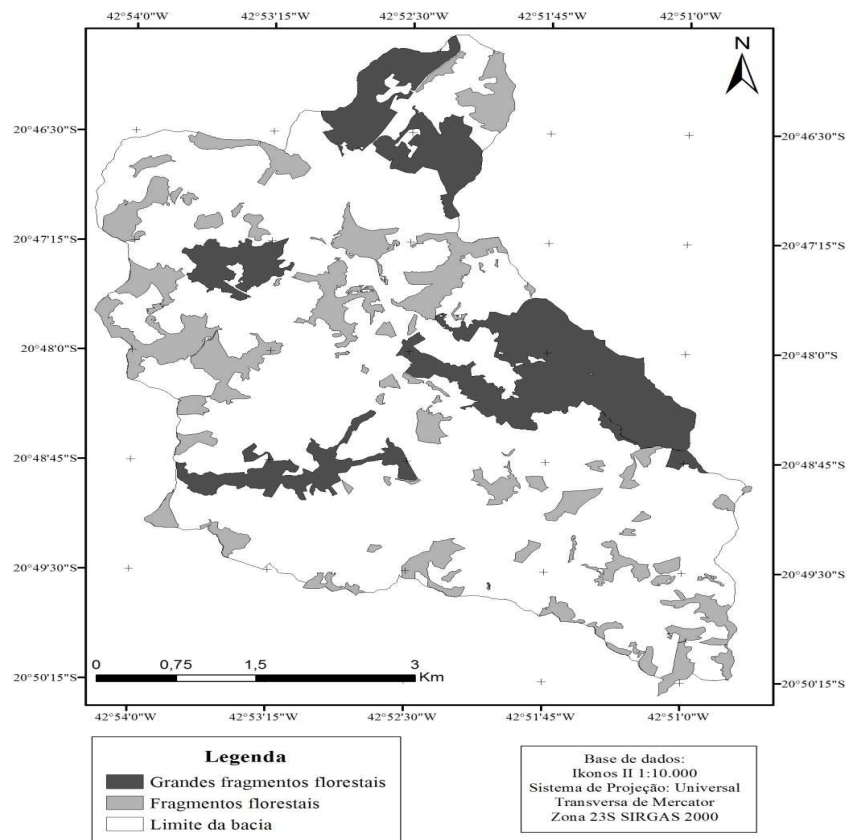 42°54'0"W 42°53'15"W 42°52'30"W 42°51'45"W 42°51'0"W
N
20°46'30"S 20°46'30"S
20°47'15"S 20°47'15"S
20°48'0"S 20°48'0"S
20°48'45"S 20°48'45"S
20°49'30"S 20°49'30"S
0 0,75 1,5 3
Km
20°50'15"S 20°50'15"S
42°54'0"W 42°53'15"W 42°52'30"W 42°51'45"W 42°51'0"W
Legenda
Grandes fragmentos florestais
Fragmentos florestais
Limite da bacia
Base de dados:
Ikonos II 1:10.000
Sistema de Projeção: Universal
Transversa de Mercator
Zona 23S SIRGAS 2000